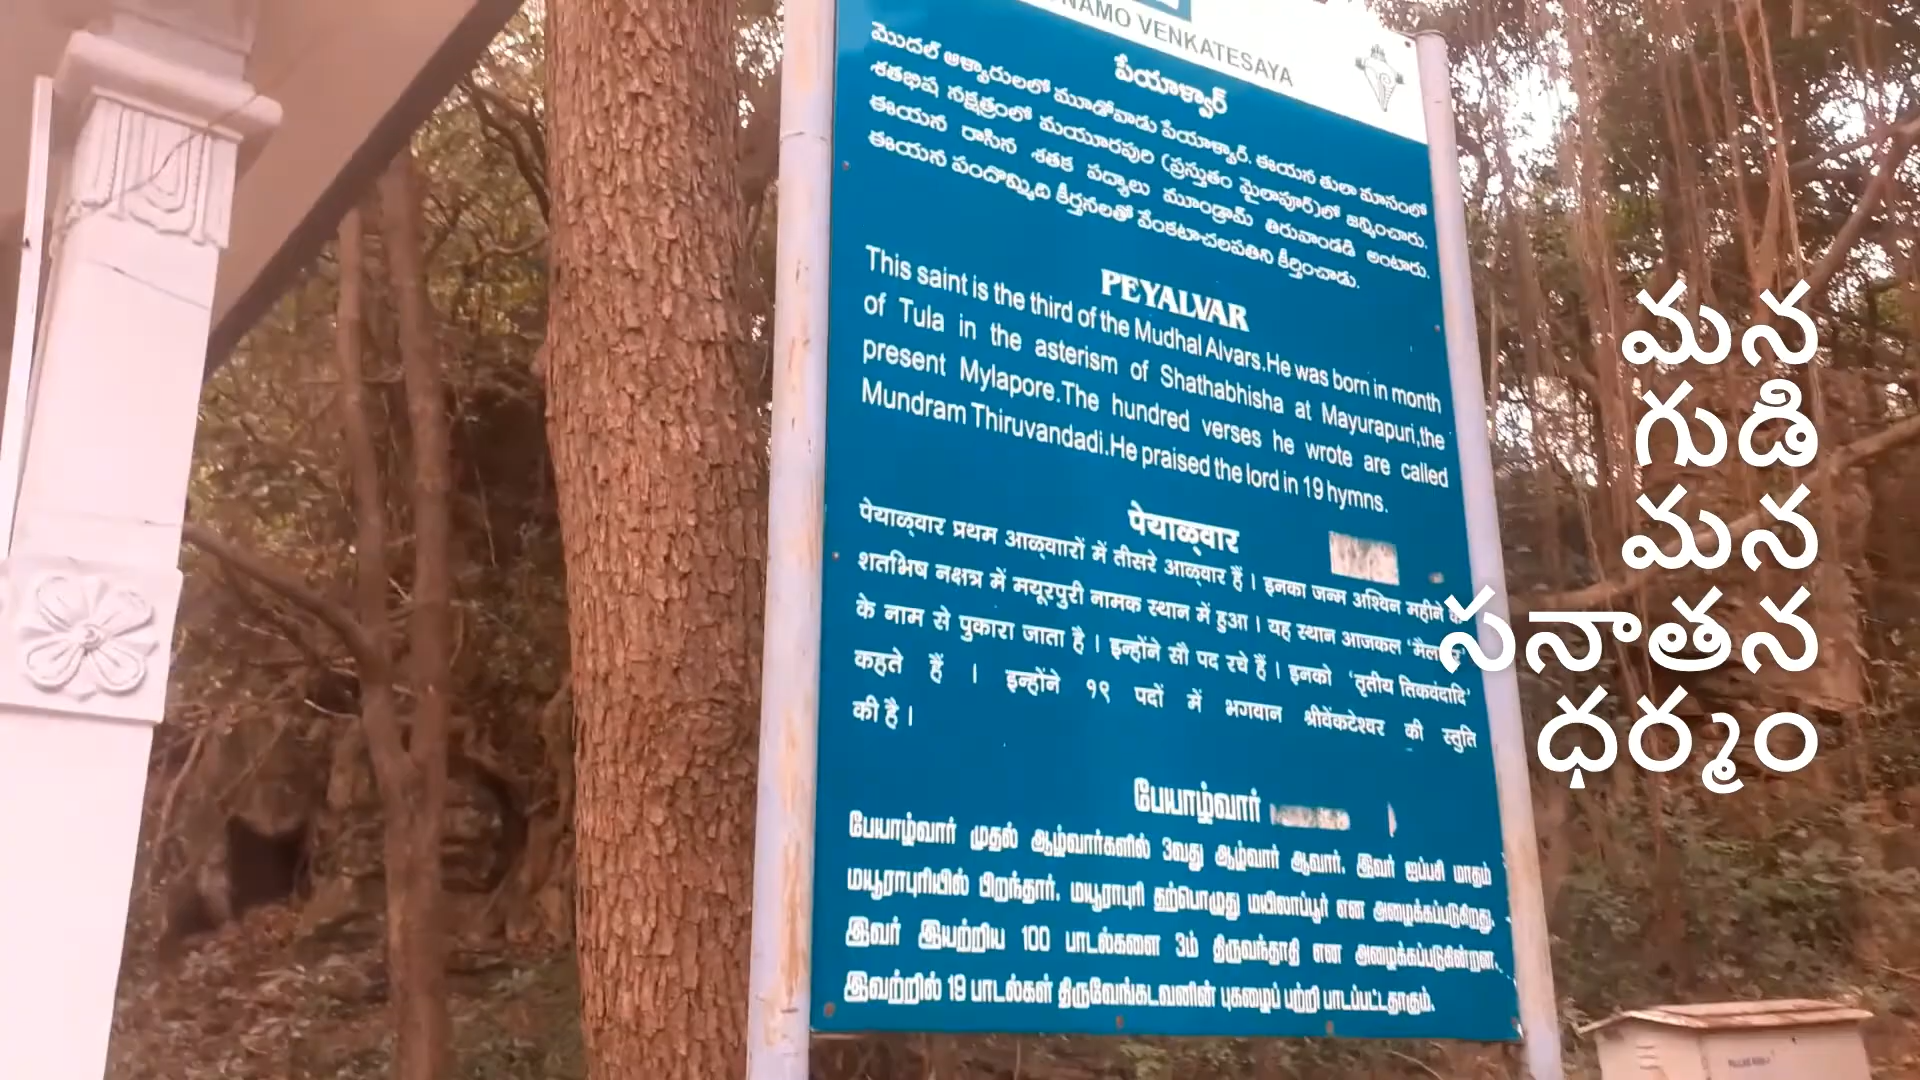 NAMO VENKATESAYA
పేయాళ్వార్
మొదల్ ఆళ్వారులలో మూడోవాడు పేయాళ్వార్. ఈయన తులా మాసంలో
శతభిష నక్షత్రంలో మయూరపురి (ప్రస్తుతం మైలాపూర్)లో జన్మించారు.
ఈయన రాసిన శతక పద్యాలు మూండ్రామ్ తిరువాండడి అంటారు.
ఈయన పందొమ్మిది కీర్తనలతో వేంకటాచలపతిని కీర్తించాడు.
PEYALVAR
This saint is the third of the Mudhal Alvars.He was born in month
of Tula in the asterism of Shathabhisha at Mayurapuri,the
present Mylapore.The hundred verses he wrote are called
Mundram Thiruvandadi.He praised the lord in 19 hymns.
पेयाळ्वार
पेयाळ्वार प्रथम आळ्वाारों में तीसरे आळ्वार हैं । इनका जन्म अश्विन महीने के
शतभिष नक्षत्र में मयूरपुरी नामक स्थान में हुआ । यह स्थान आजकल
के नाम से पुकारा जाता है । इन्होंने सौ पद रचे हैं । इनको 'तृतीय तिकवंदादि'
कहते हैं । इन्होंने १९ पदों में भगवान श्रीवेंकटेश्वर की स्तुति
की है ।
பேயாழ்வார்
பேயாழ்வார் முதல் ஆழ்வார்களில் 3வது ஆழ்வார் ஆவார். இவர் ஐப்பசி மாதம்
மயூராபுரியில் பிறந்தார். மயூராபுரி தற்பொழுது மயிலாப்பூர் என அழைக்கப்படுகிறது.
இவர் இயற்றிய 100 பாடல்களை 3ம் திருவந்தாதி என அழைக்கப்படுகின்றன.
இவற்றில் 19 பாடல்கள் திருவேங்கடவனின் புகழைப் பற்றி பாடப்பட்டதாகும்.
మన
గుడి
మన
సనాతన
ధర్మం